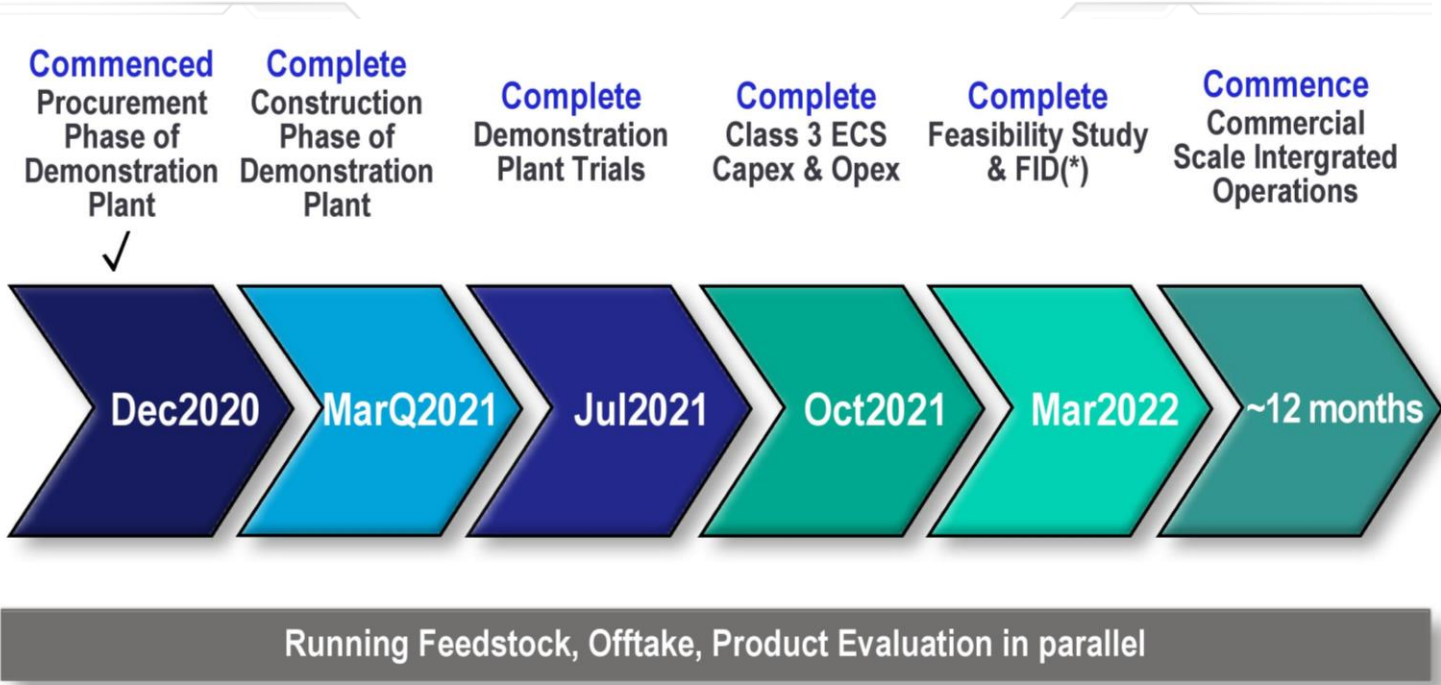 Commenced
Procurement
Phase of
Demonstration
Plant
✓
Complete
Construction
Phase of
Demonstration
Plant
Complete
Demonstration
Plant Trials
Complete
Class 3 ECS
Capex & Opex
Complete
Feasibility Study
& FID(*)
Commence
Commercial
Scale Intergrated
Operations
Dec2020
MarQ2021
Jul2021
Oct2021
Mar2022
~12 months
Running Feedstock, Offtake, Product Evaluation in parallel